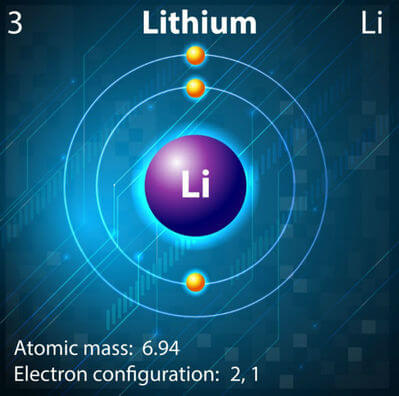 3 Lithium Li
Li
Atomic mass: 6.94
Electron configuration: 2, 1